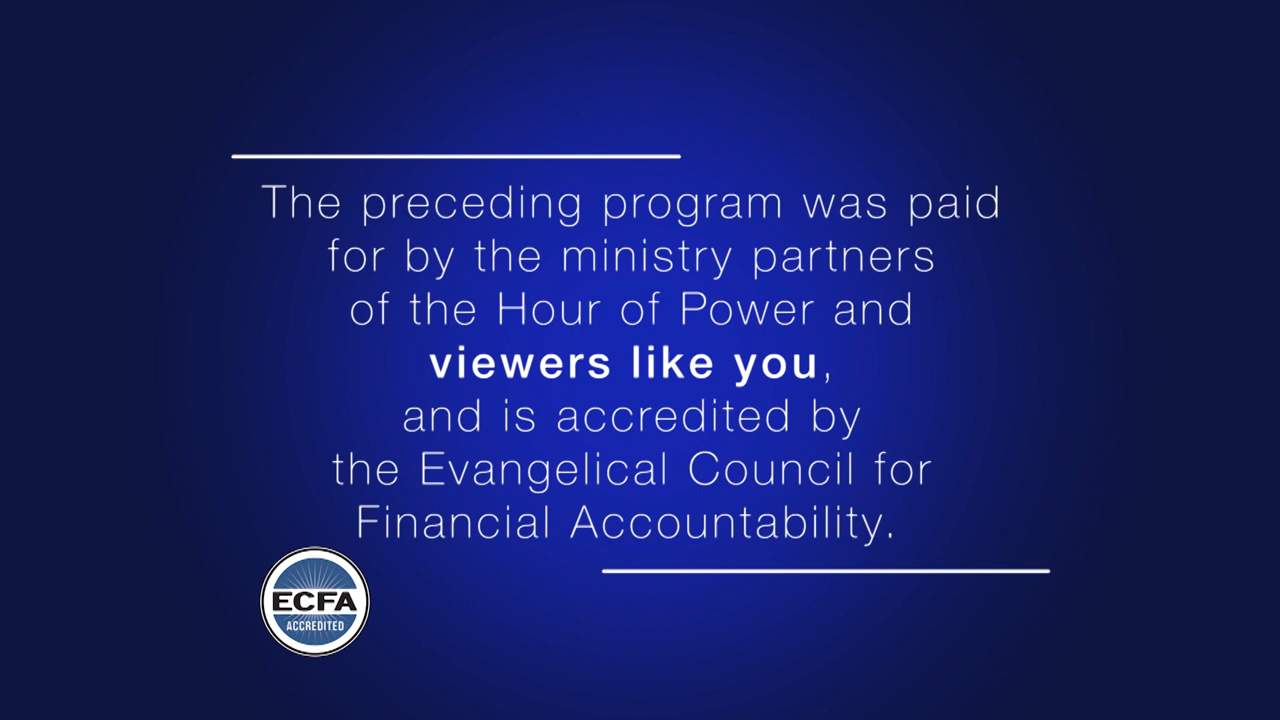 The preceding program was paid
for by the ministry partners
of the Hour of Power and
viewers like you,
and is accredited by
the Evangelical Council for
Financial Accountability.
ECFA
ACCREDITED